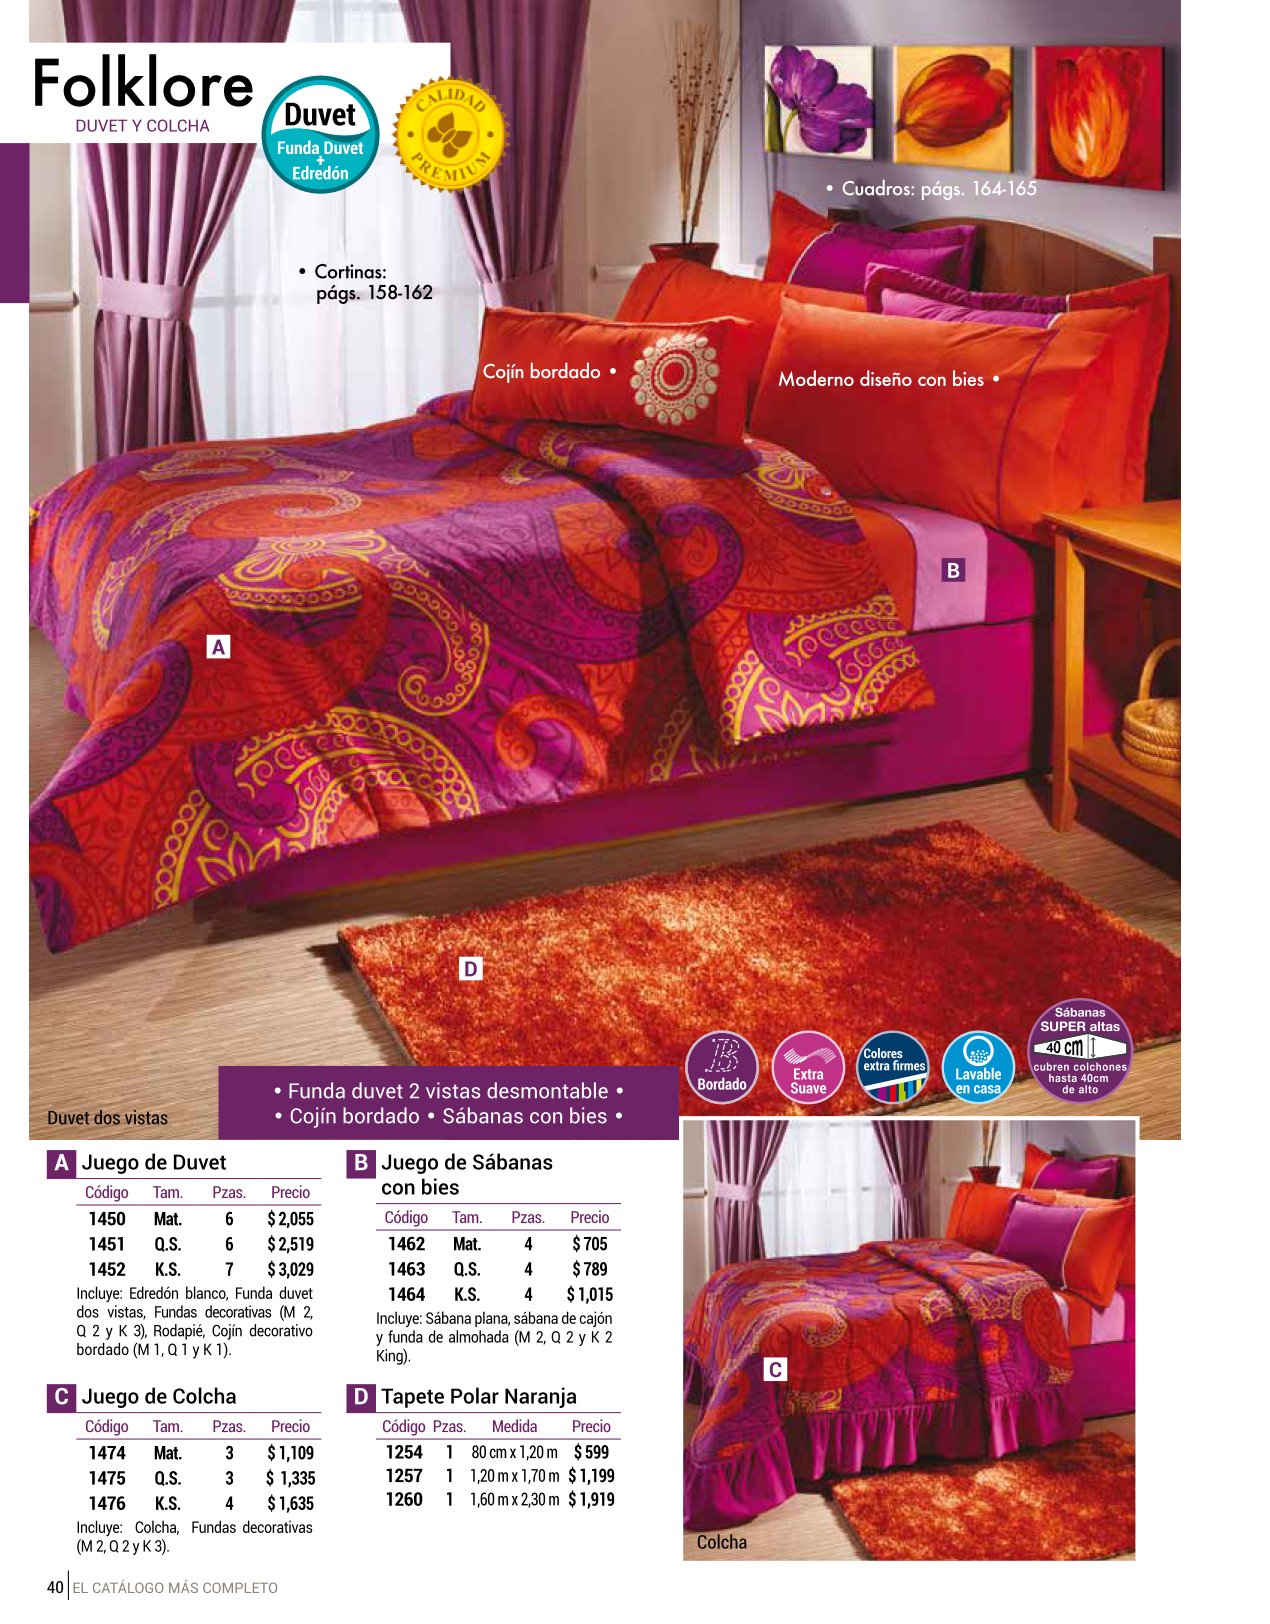 Folklore
DUVET Y COLCHA
Duvet
Funda Duvet
+
Edredón
CALIDAD
PREMIUM
• Cuadros: págs. 164-165
• Cortinas:
págs. 158-162
Cojín bordado •
Moderno diseño con bies •
B
A
D
Bordado
Extra
Suave
Colores
extra firmes
Lavable
en casa
Sábanas
SUPER altas
40 cm
cubren colchones
hasta 40cm
de alto
• Funda duvet 2 vistas desmontable •
• Cojín bordado • Sábanas con bies •
Duvet dos vistas
A Juego de Duvet
Código Tam. Pzas. Precio
1450 Mat. 6 $ 2,055
1451 Q.S. 6 $ 2,519
1452 K.S. 7 $ 3,029
Incluye: Edredón blanco, Funda duvet
dos vistas, Fundas decorativas (M 2,
Q 2 y K 3), Rodapié, Cojín decorativo
bordado (M 1, Q 1 y K 1).
B Juego de Sábanas
con bies
Código Tam. Pzas. Precio
1462 Mat. 4 $ 705
1463 Q.S. 4 $ 789
1464 K.S. 4 $ 1,015
Incluye: Sábana plana, sábana de cajón
y funda de almohada (M 2, Q 2 y K 2
King).
C Juego de Colcha
Código Tam. Pzas. Precio
1474 Mat. 3 $ 1,109
1475 Q.S. 3 $ 1,335
1476 K.S. 4 $ 1,635
Incluye: Colcha, Fundas decorativas
(M 2, Q 2 y K 3).
D Tapete Polar Naranja
Código Pzas. Medida Precio
1254 1 80 cm x 1,20 m $ 599
1257 1 1,20 m x 1,70 m $ 1,199
1260 1 1,60 m x 2,30 m $ 1,919
C
Colcha
40 EL CATÁLOGO MÁS COMPLETO